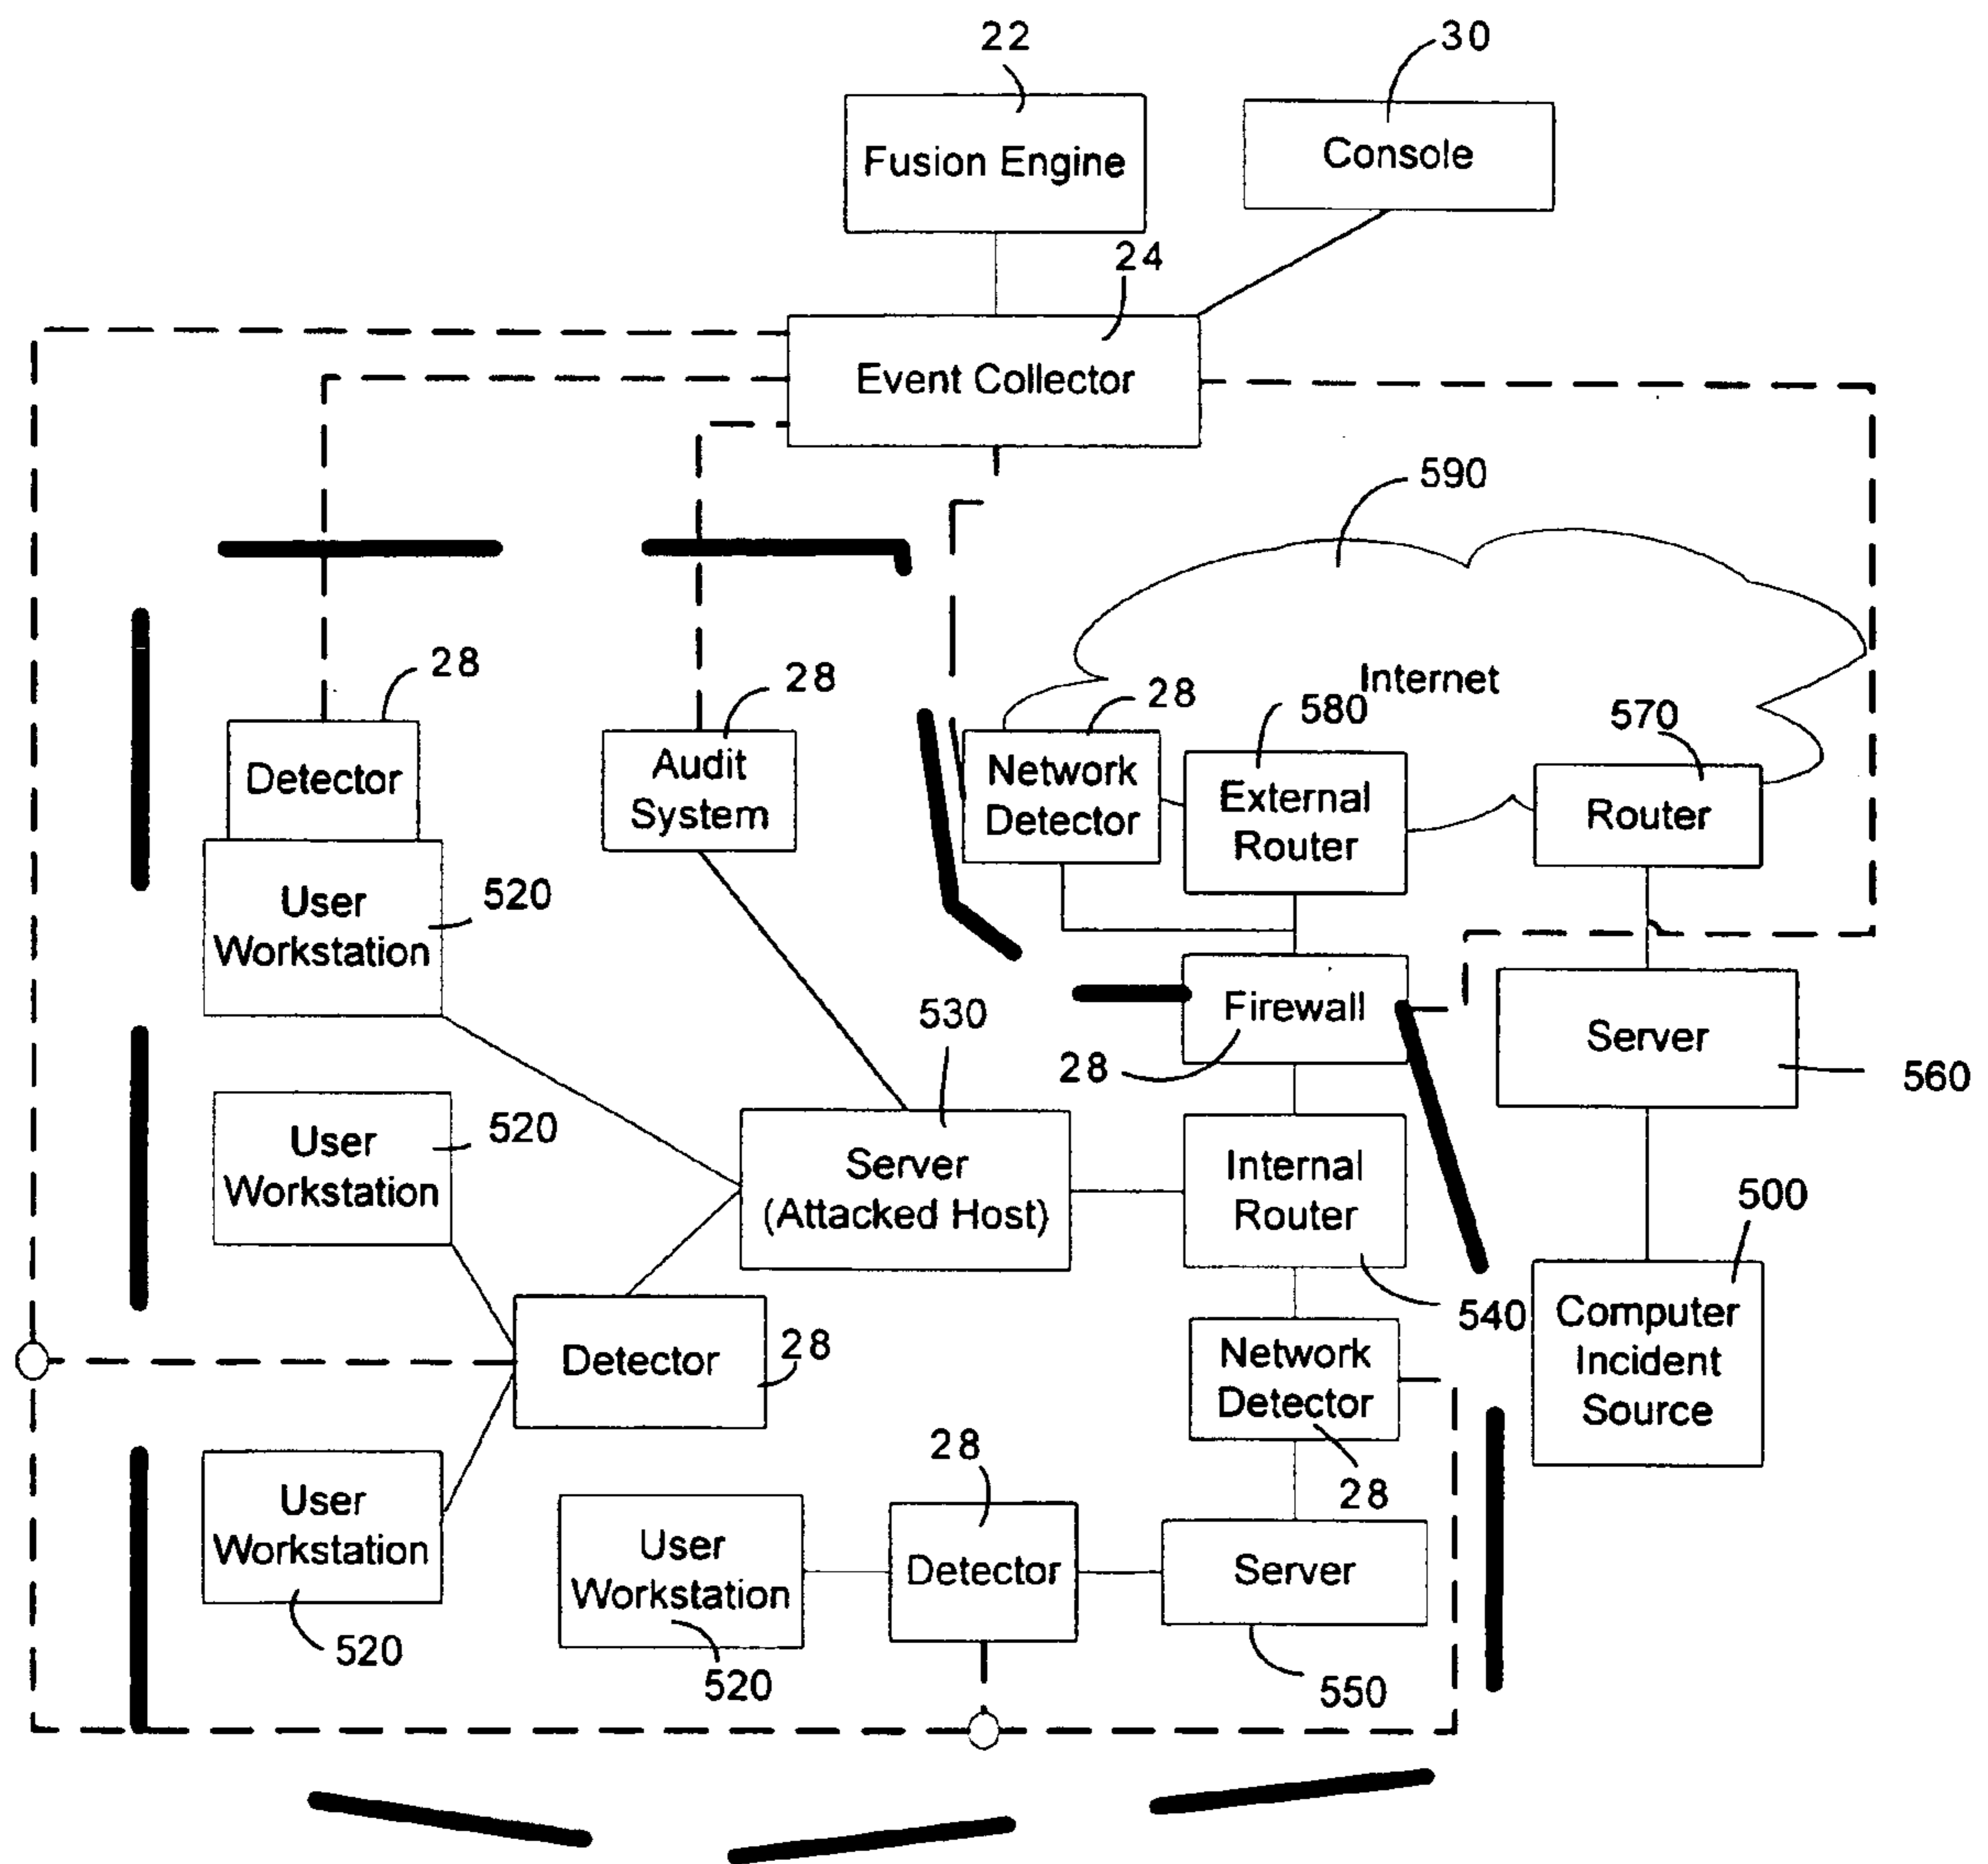 22
30
Fusion Engine
Console
24
Event Collector
590
Internet
28
28
28
580
570
Detector
Audit
System
Network
Detector
External
Router
Router
User
Workstation
520
530
Firewall
28
Server
560
User
Workstation
520
Server
(Attacked Host)
Internal
Router
540
500
Computer
Incident
Source
Detector
28
Network
Detector
28
User
Workstation
520
User
Workstation
520
28
Detector
Server
550